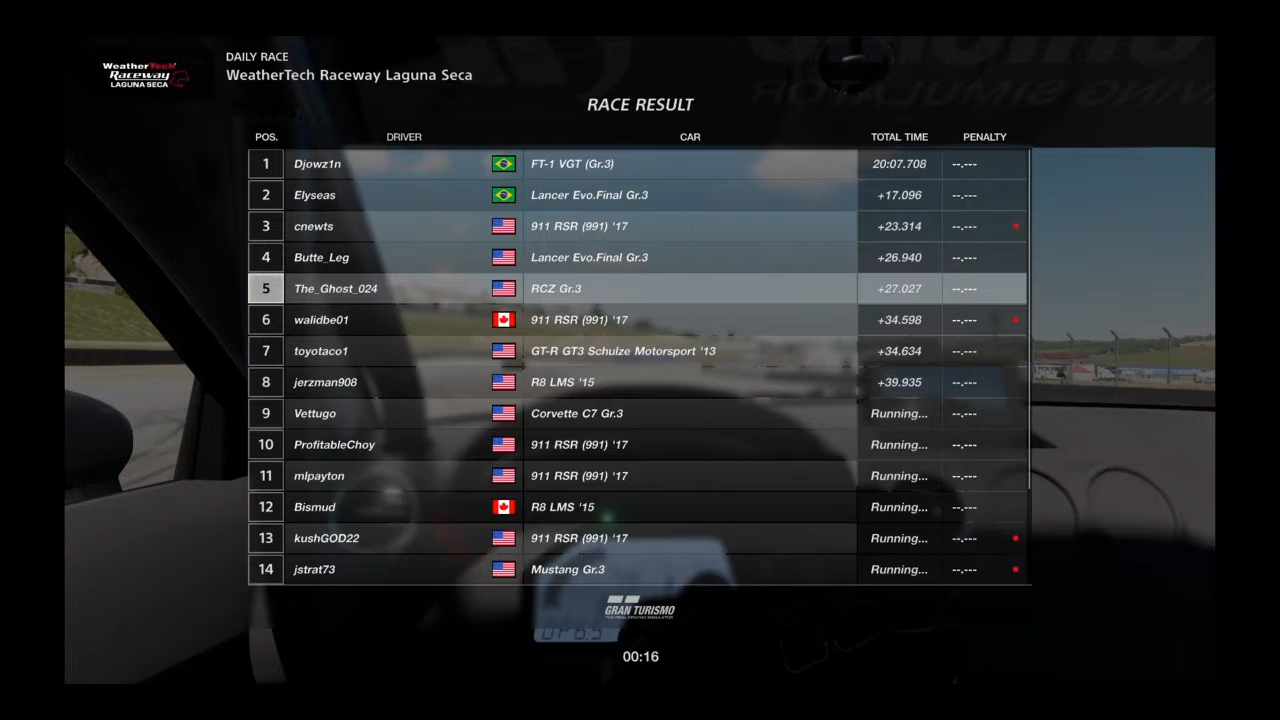 WeatherTech
Raceway
LAGUNA SECA
DAILY RACE
WeatherTech Raceway Laguna Seca
RACE RESULT
POS. DRIVER CAR TOTAL TIME PENALTY
1 Djowz1n FT-1 VGT (Gr.3) 20:07.708 --.---
2 Elyseas Lancer Evo.Final Gr.3 +17.096 --.---
3 cnewts 911 RSR (991) '17 +23.314 --.---
4 Butte_Leg Lancer Evo.Final Gr.3 +26.940 --.---
5 The_Ghost_024 RCZ Gr.3 +27.027 --.---
6 walidbe01 911 RSR (991) '17 +34.598 --.---
7 toyotaco1 GT-R GT3 Schulze Motorsport '13 +34.634 --.---
8 jerzman908 R8 LMS '15 +39.935 --.---
9 Vettugo Corvette C7 Gr.3 Running... --.---
10 ProfitableChoy 911 RSR (991) '17 Running... --.---
11 mlpayton 911 RSR (991) '17 Running... --.---
12 Bismud R8 LMS '15 Running... --.---
13 kushGOD22 911 RSR (991) '17 Running... --.---
14 jstrat73 Mustang Gr.3 Running... --.---
GRAN TURISMO
THE REAL DRIVING SIMULATOR
00:16